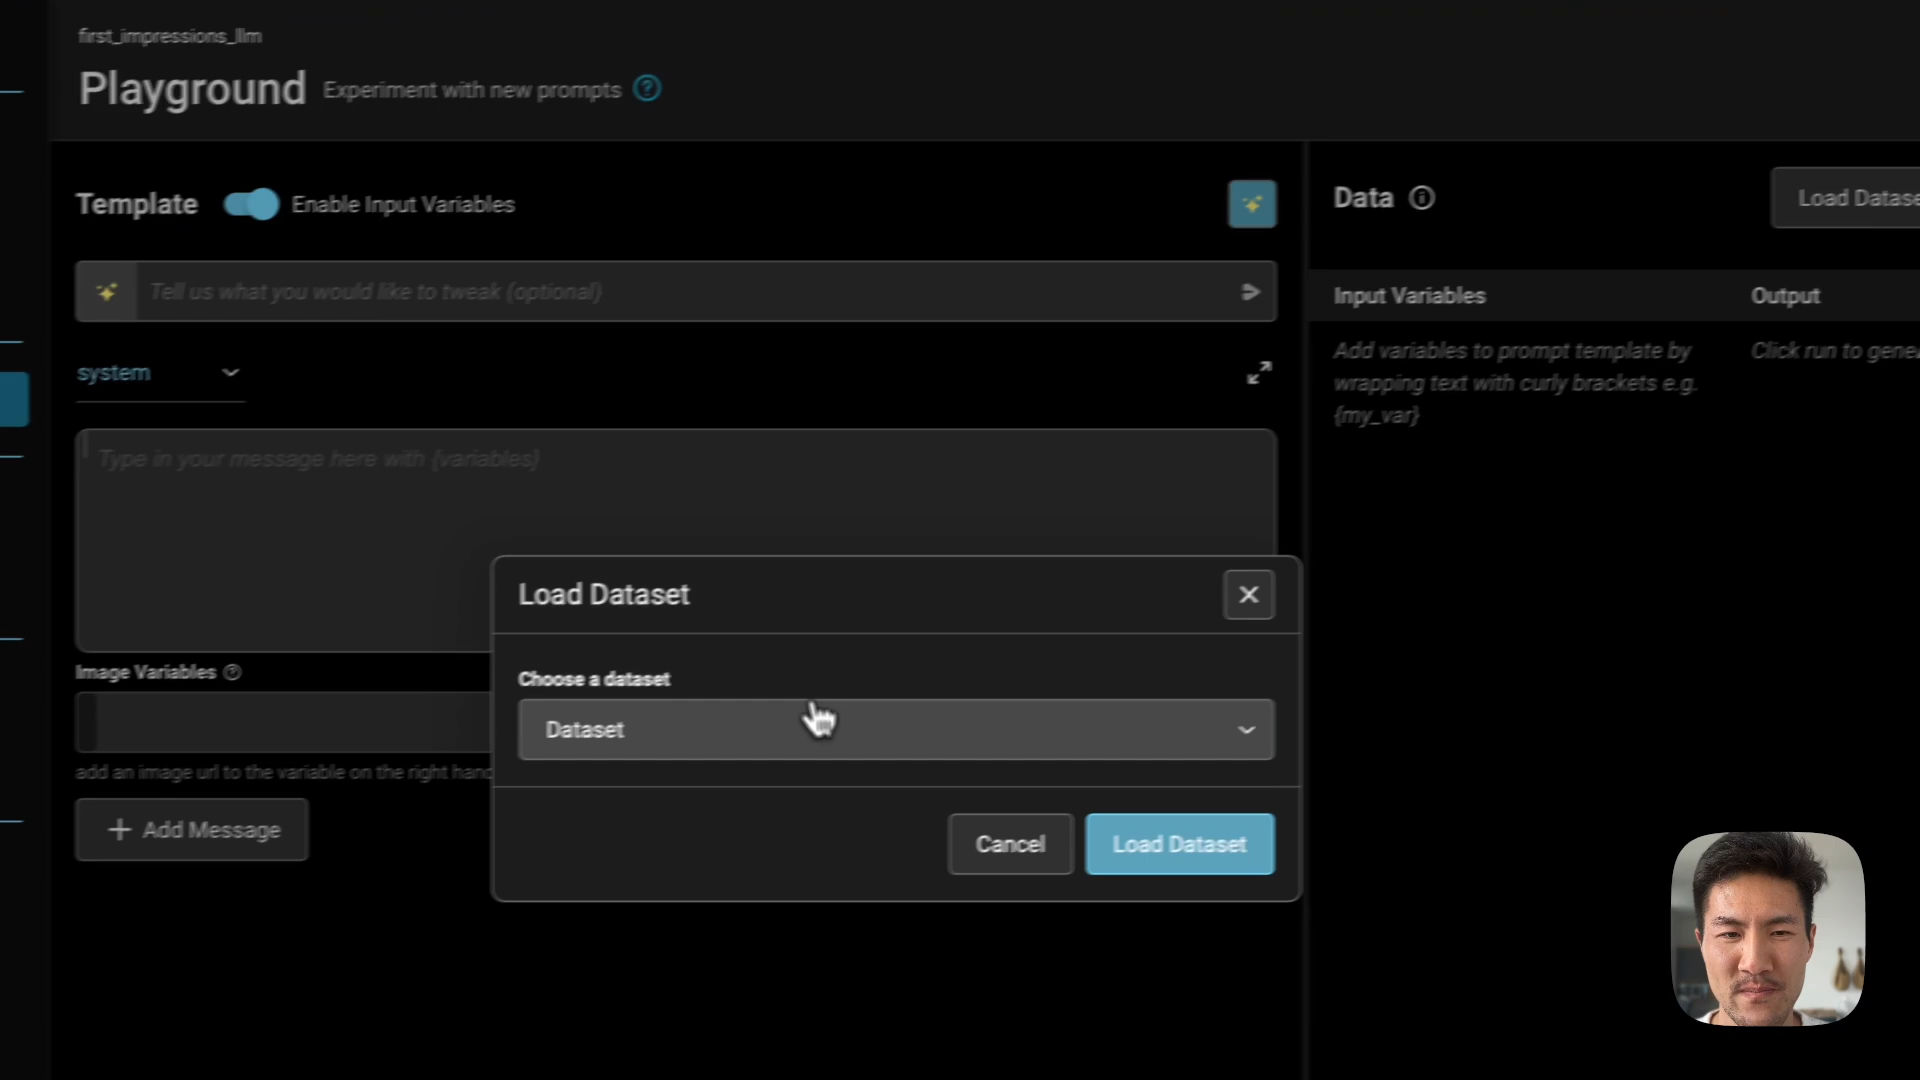 first_impressions_llm
Playground Experiment with new prompts
Template Enable Input Variables
Tell us what you would like to tweak (optional)
system
Type in your message here with {variables}
Image Variables
add an image url to the variable on the right hand
+ Add Message
Load Dataset
Choose a dataset
Dataset
Cancel
Load Dataset
Data
Load Datase
Input Variables
Output
Add variables to prompt template by
wrapping text with curly brackets e.g.
{my_var}
Click run to gene